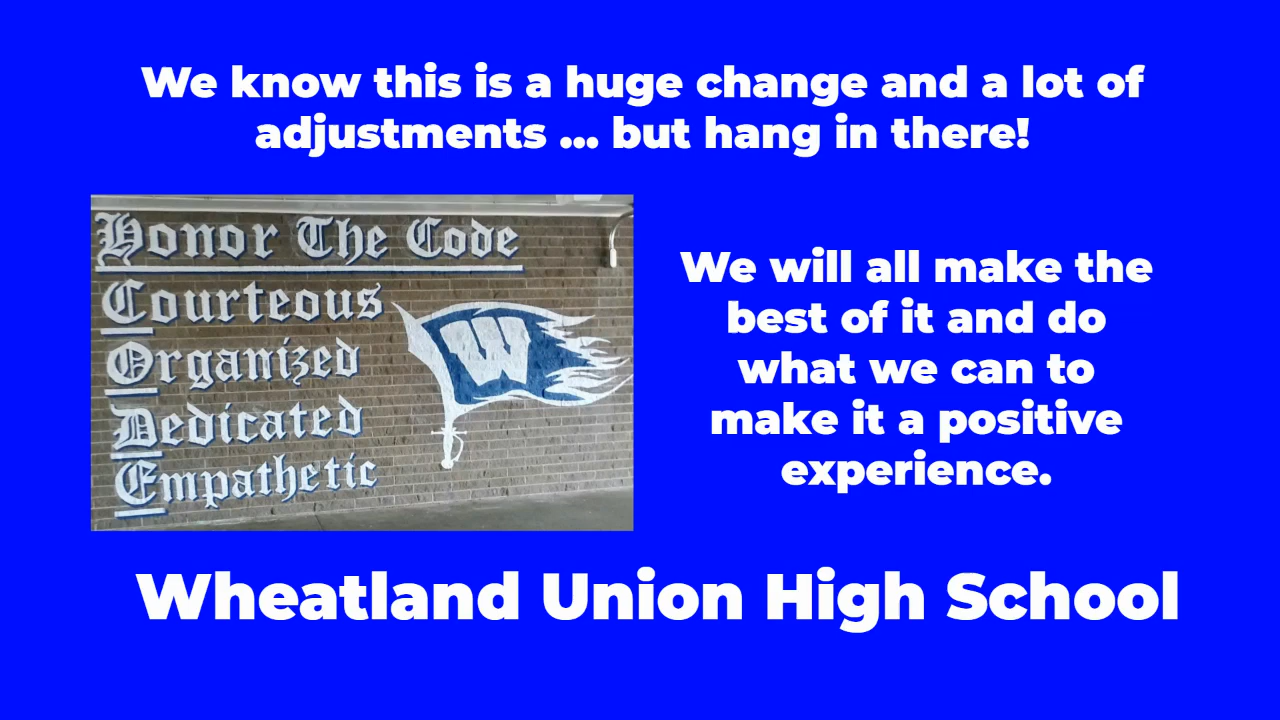 We know this is a huge change and a lot of
adjustments ... but hang in there!
Honor The Code
Courteous
Organized
Dedicated
Empathetic
W
We will all make the
best of it and do
what we can to
make it a positive
experience.
Wheatland Union High School